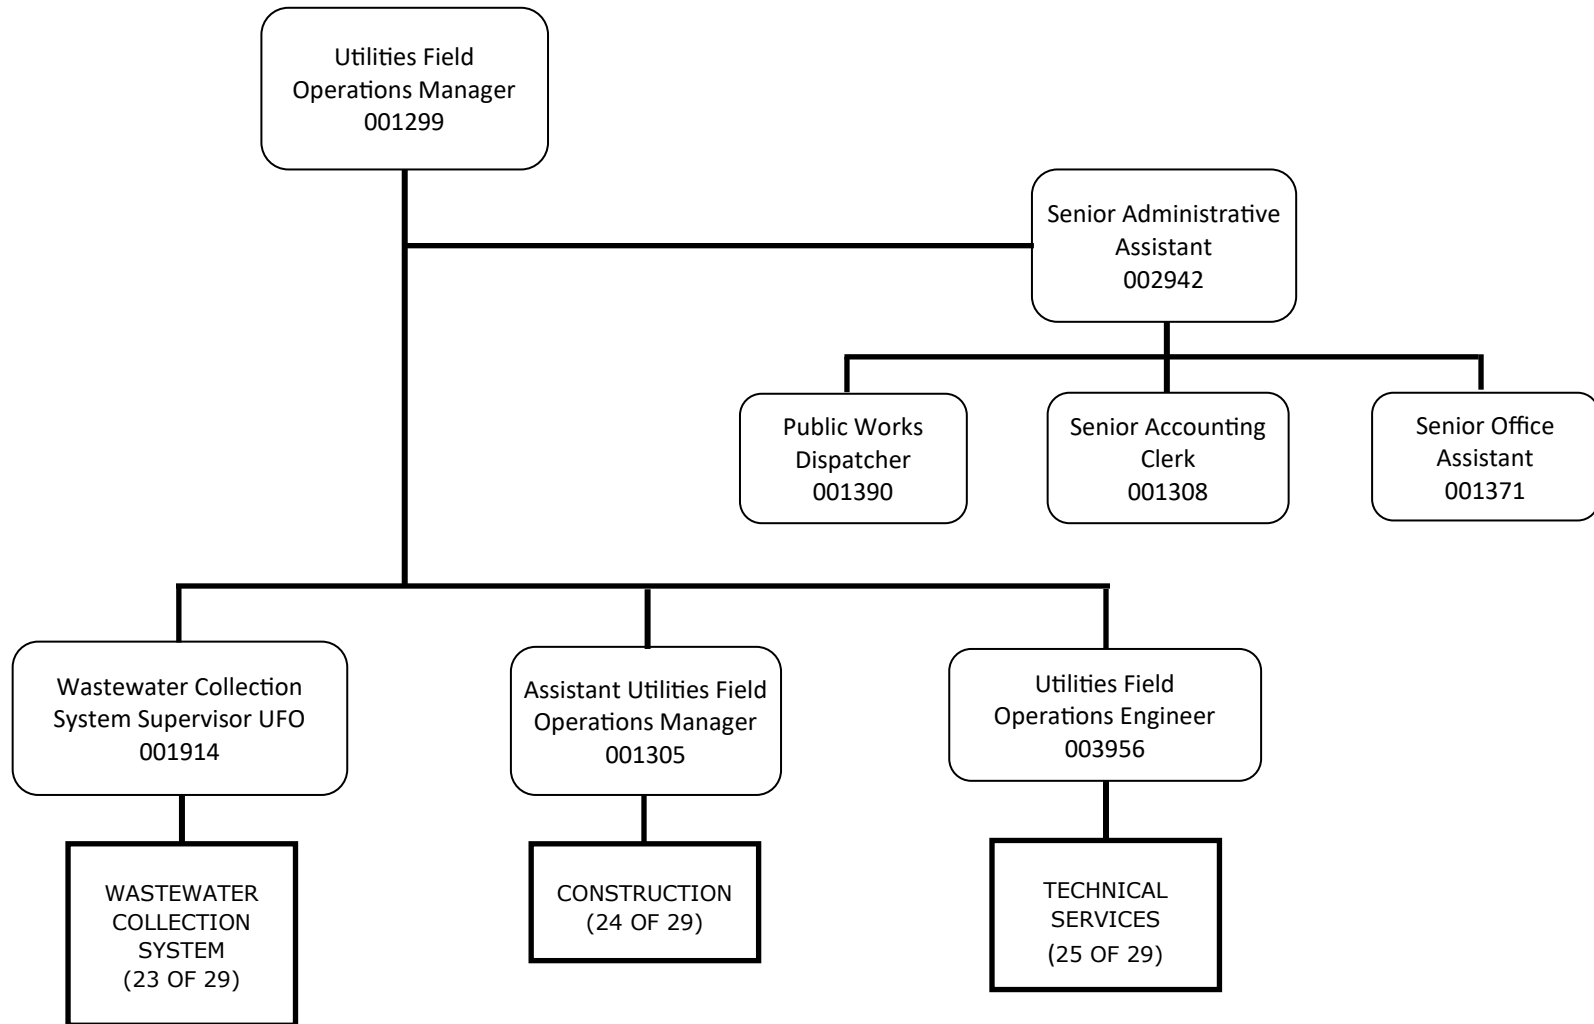 Utilities Field
Operations Manager
001299
Senior Administrative
Assistant
002942
Public Works
Dispatcher
001390
Senior Accounting
Clerk
001308
Senior Office
Assistant
001371
Wastewater Collection
System Supervisor UFO
001914
Assistant Utilities Field
Operations Manager
001305
Utilities Field
Operations Engineer
003956
WASTEWATER
COLLECTION
SYSTEM
(23 OF 29)
CONSTRUCTION
(24 OF 29)
TECHNICAL
SERVICES
(25 OF 29)